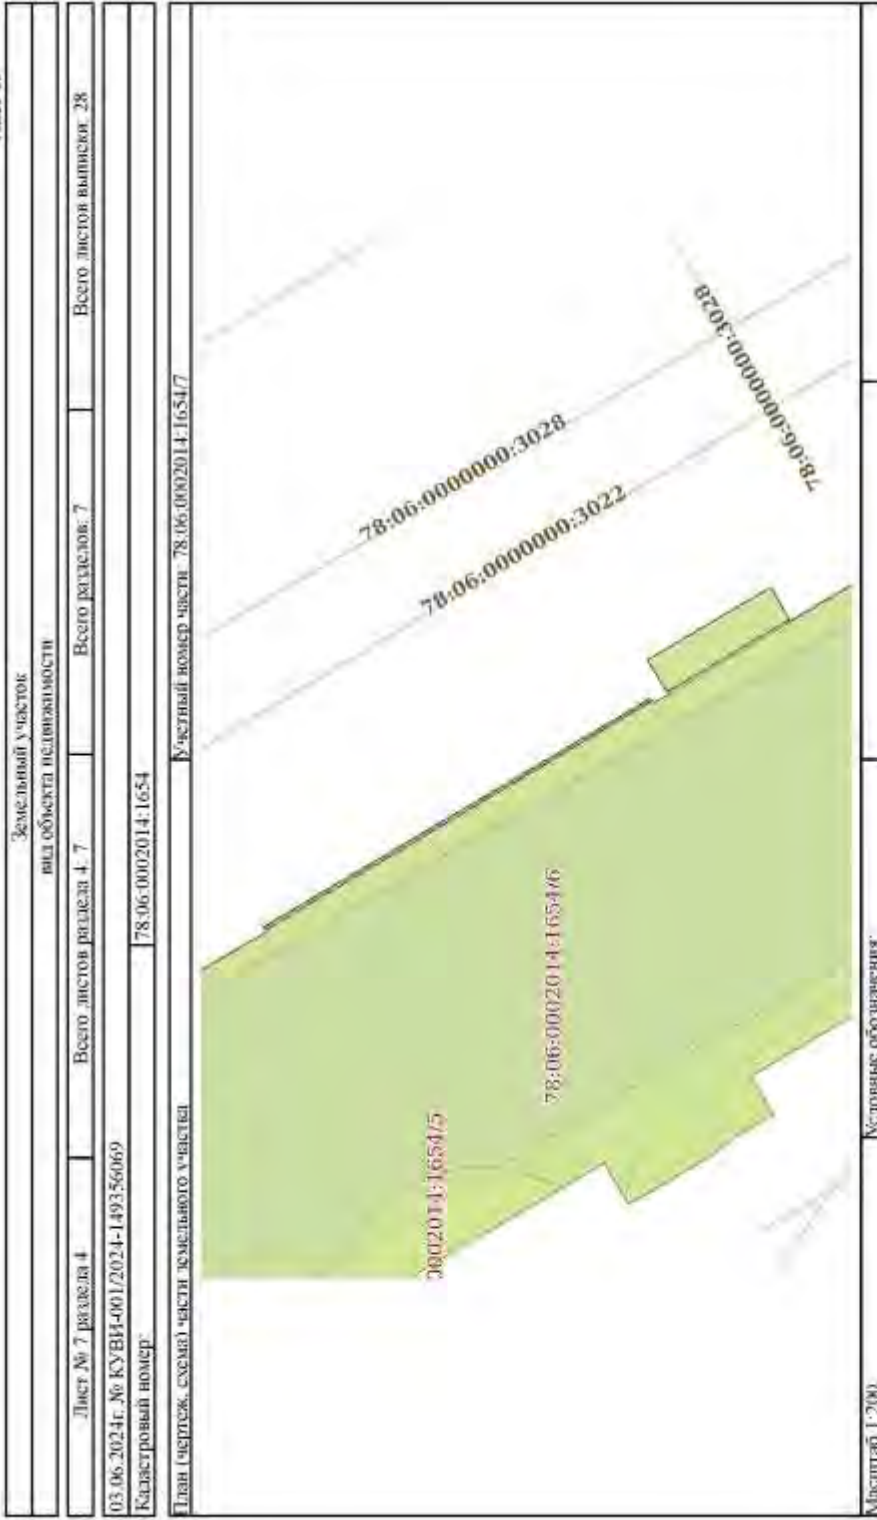 Земельный участок
вид объекта недвижимости
Лист № 7 раздела 4 Всего листов раздела 4: 7 Всего разделов: 7 Всего листов выписки: 28
03.06.2024г. № КУВИ-001/2024-149356069
Кадастровый номер: 78:06:0002014:1654
План (чертеж, схема) части земельного участка Учетный номер части: 78:06:0002014:1654/7
78:06:0000000:3028
78:06:0000000:3022
78:06:0000000:3028
78:06:0002014:1654/6
0002014:1654/5
Масштаб 1:200 Условные обозначения: